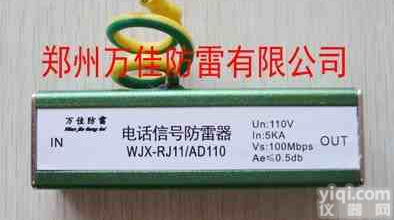 郑州万佳防雷有限公司
万佳防雷
IN
电话信号防雷器
WJX-RJ11/AD110
Un:110V
In:5KA
Vs:100Mbps
Ae≤0.5db
OUT
yiqi.com
仪器网